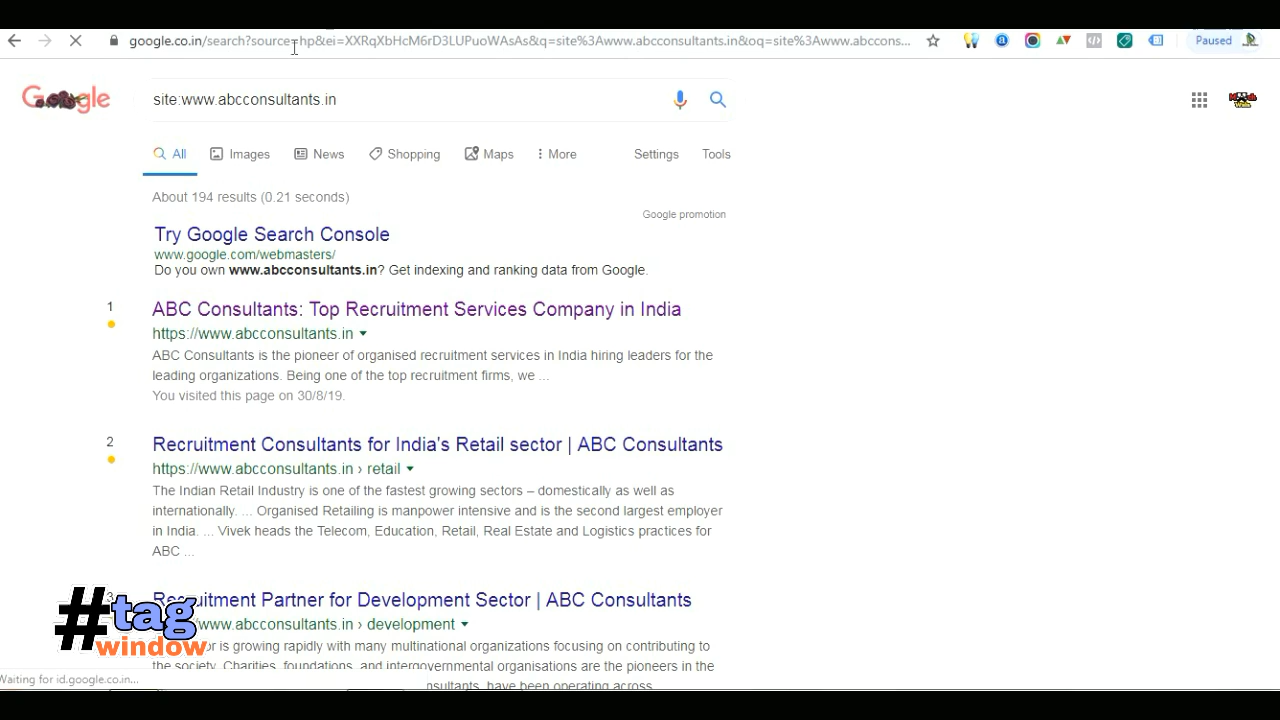 google.co.in/search?source=hp&ei=XXRqXbHcM6rD3LUPuoWAsAs&q=site%3Awww.abcconsultants.in&oq=site%3Awww.abccons...
Paused
Google
site:www.abcconsultants.in
All
Images
News
Shopping
Maps
More
Settings
Tools
About 194 results (0.21 seconds)
Google promotion
Try Google Search Console
www.google.com/webmasters/
Do you own www.abcconsultants.in? Get indexing and ranking data from Google.
1
ABC Consultants: Top Recruitment Services Company in India
https://www.abcconsultants.in
ABC Consultants is the pioneer of organised recruitment services in India hiring leaders for the
leading organizations. Being one of the top recruitment firms, we ...
You visited this page on 30/8/19.
2
Recruitment Consultants for India's Retail sector | ABC Consultants
https://www.abcconsultants.in › retail
The Indian Retail Industry is one of the fastest growing sectors – domestically as well as
internationally. ... Organised Retailing is manpower intensive and is the second largest employer
in India. ... Vivek heads the Telecom, Education, Retail, Real Estate and Logistics practices for
ABC ...
3
Recruitment Partner for Development Sector | ABC Consultants
www.abcconsultants.in › development
or is growing rapidly with many multinational organizations focusing on contributing to
the society. Charities, foundations, and intergovernmental organisations are the pioneers in the
nsultants, have been operating across
#tag
window
Waiting for id.google.co.in...